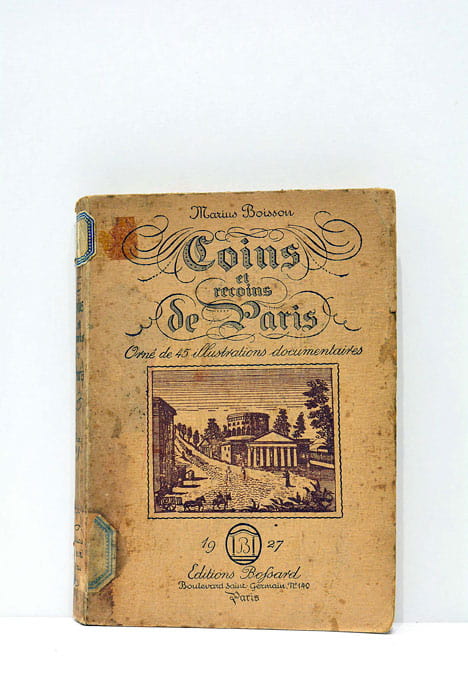 Marius Boisson
Coins
et
recoins
de Paris
Orné de 45 illustrations documentaires
19 B 27
Editions Bossard
Boulevard Saint Germain, No 140
Paris